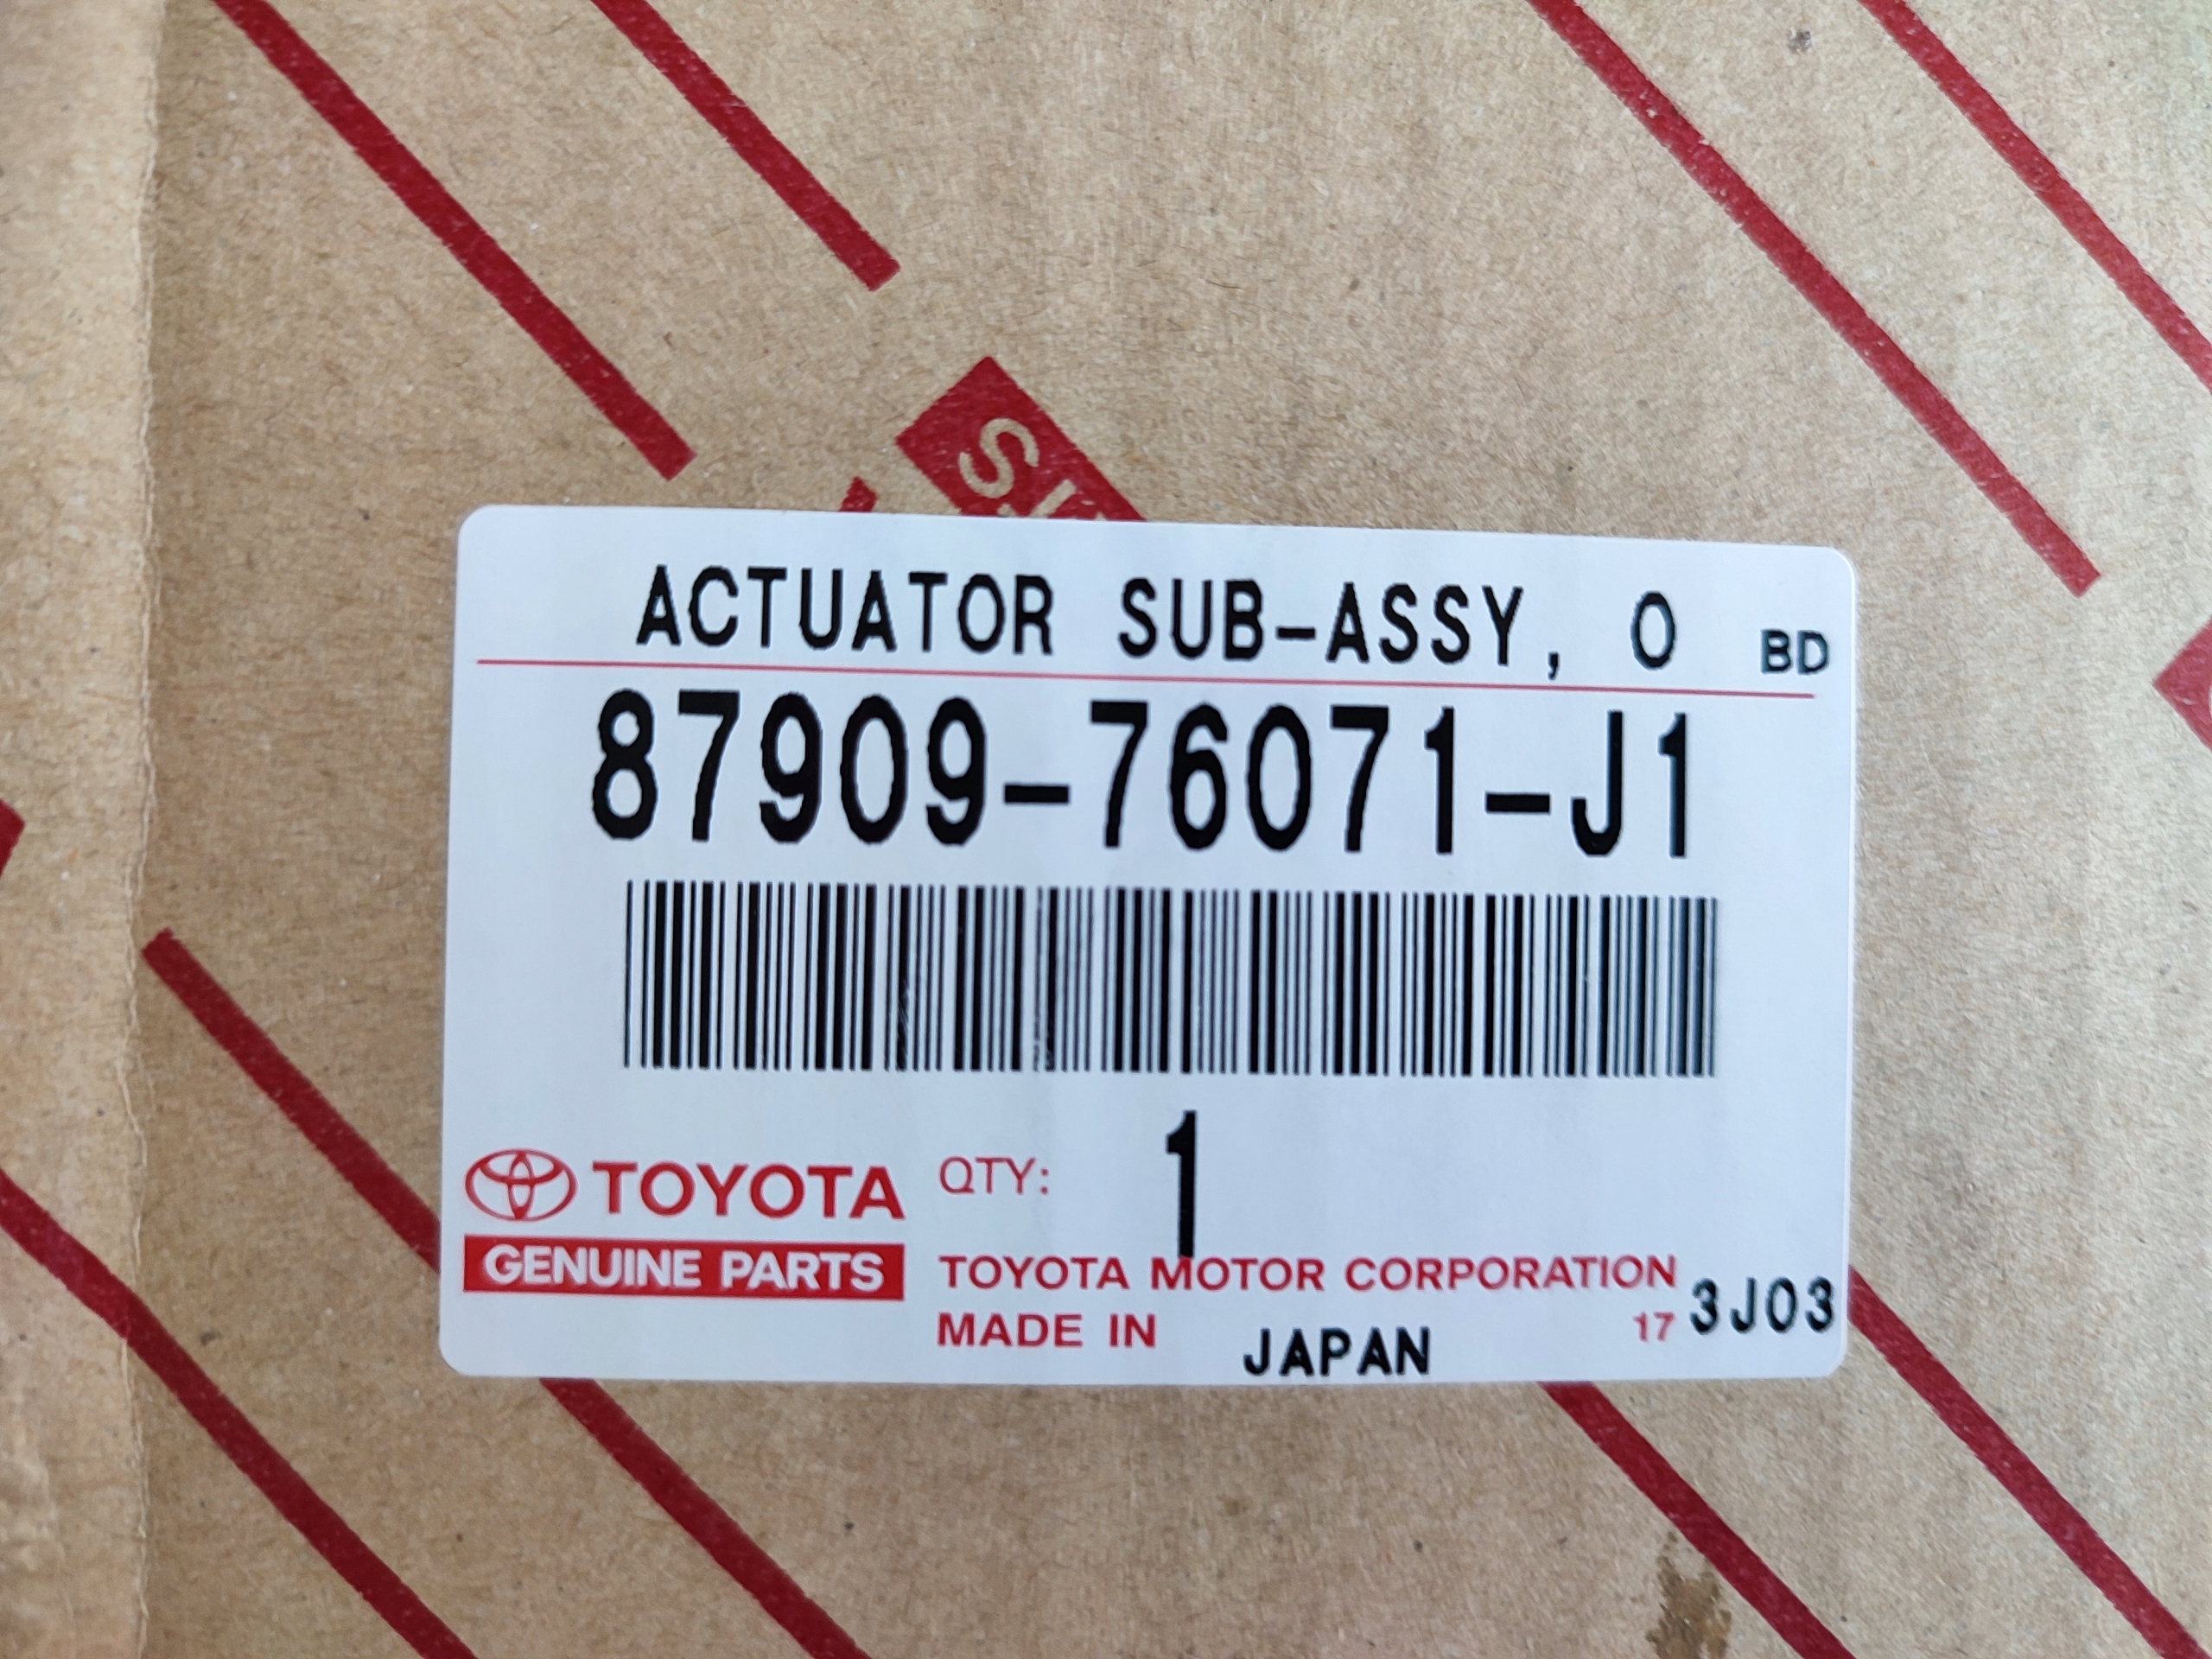 ACTUATOR SUB-ASSY, O BD
87909-76071-J1
1
TOYOTA QTY:
GENUINE PARTS TOYOTA MOTOR CORPORATION
MADE IN JAPAN 17 3J03